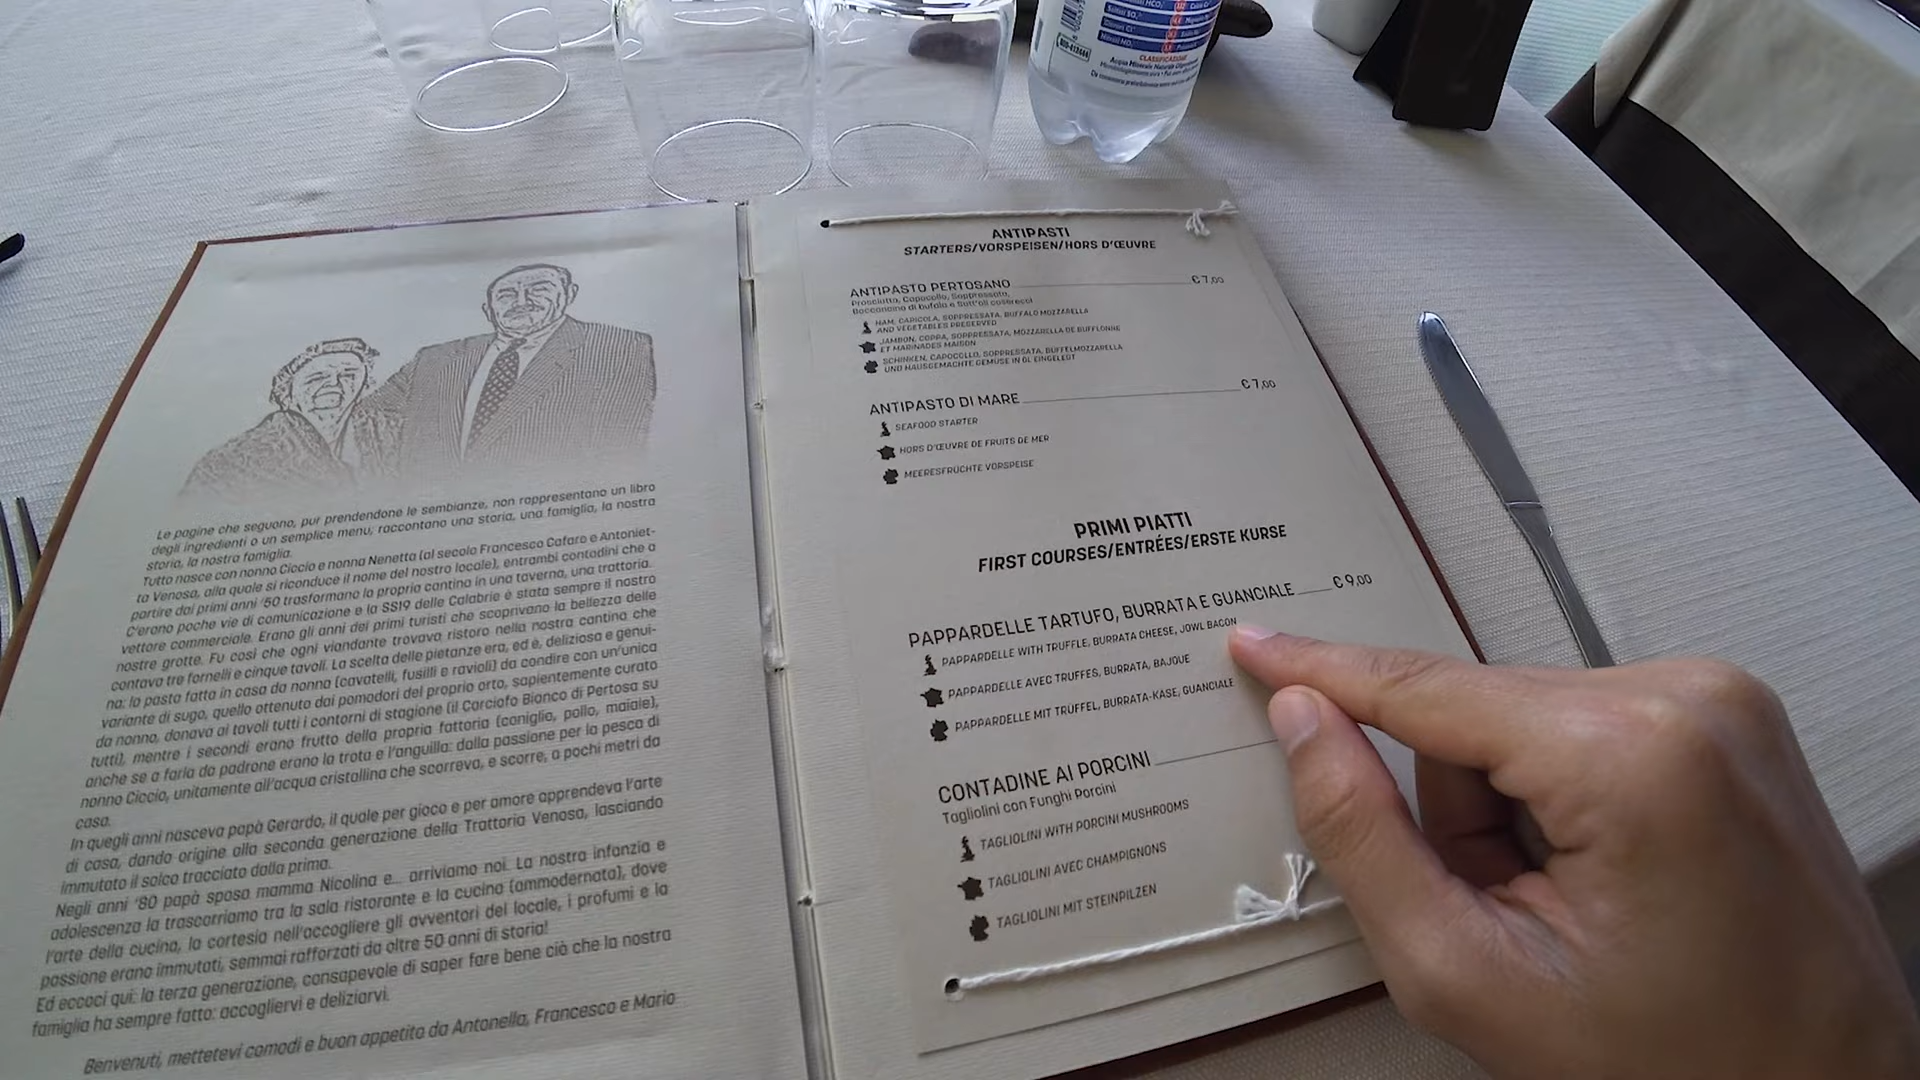 Le pagine che seguono, pur prendendone le sembianze, non rappresentano un libro
degli ingredienti o un semplice menu; raccontano una storia, una famiglia, la nostra
storia, la nostra famiglia.
Tutto nasce con nonno Ciccio e nonna Nenetta (al secolo Francesco Cafaro e Antoniet-
ta Venosa, alla quale si riconduce il nome del nostro locale), entrambi contadini che a
partire dai primi anni '50 trasformano la propria cantina in una taverna, una trattoria.
C'erano poche vie di comunicazione e la SS19 delle Calabrie è stata sempre il nostro
vettore commerciale. Erano gli anni dei primi turisti che scoprivano la bellezza delle
nostre grotte. Fu così che ogni viandante trovava ristoro nella nostra cantina che
contava tre fornelli e cinque tavoli. La scelta delle pietanze era, ed è, deliziosa e genui-
na: la pasta fatta in casa da nonna (cavatelli, fusilli e ravioli) da condire con un'unica
variante di sugo, quello ottenuto dai pomodori del proprio orto, sapientemente curato
da nonno, donava ai tavoli tutti i contorni di stagione (il Carciofo Bianco di Pertosa su
tutti), mentre i secondi erano frutto della propria fattoria (coniglio, pollo, maiale),
anche se a farla da padrone erano la trota e l'anguilla: dalla passione per la pesca di
nonno Ciccio, unitamente all'acqua cristallina che scorreva, e scorre, a pochi metri da
casa.
In quegli anni nasceva papà Gerardo, il quale per gioco e per amore apprendeva l'arte
di casa, dando origine alla seconda generazione della Trattoria Venosa, lasciando
immutato il solco tracciato dalla prima.
Negli anni '80 papà sposa mamma Nicolina e... arriviamo noi. La nostra infanzia e
adolescenza la trascorriamo tra la sala ristorante e la cucina (ammodernata), dove
l'arte della cucina, la cortesia nell'accogliere gli avventori del locale, i profumi e la
passione erano immutati, semmai rafforzati da oltre 50 anni di storia!
Ed eccoci qui: la terza generazione, consapevole di saper fare bene ciò che la nostra
famiglia ha sempre fatto: accogliervi e deliziarvi.
Benvenuti, mettetevi comodi e buon appetito da Antonella, Francesco e Mario
ANTIPASTI
STARTERS/VORSPEISEN/HORS D'ŒUVRE
ANTIPASTO PERTOSANO € 7,00
Prosciutto, Capocollo, Soppressata,
Bocconcino di bufala e Sott'oli caserecci
HAM, CAPICOLA, SOPPRESSATA, BUFFALO MOZZARELLA
AND VEGETABLES PRESERVED
JAMBON, COPPA, SOPPRESSATA, MOZZARELLA DE BUFFLONNE
ET MARINADES MAISON
SCHINKEN, CAPOCOLLO, SOPPRESSATA, BÜFFELMOZZARELLA
UND HAUSGEMACHTE GEMÜSE IN ÖL EINGELEGT
ANTIPASTO DI MARE € 7,00
SEAFOOD STARTER
HORS D'ŒUVRE DE FRUITS DE MER
MEERESFRÜCHTE VORSPEISE
PRIMI PIATTI
FIRST COURSES/ENTRÉES/ERSTE KURSE
PAPPARDELLE TARTUFO, BURRATA E GUANCIALE € 9,00
PAPPARDELLE WITH TRUFFLE, BURRATA CHEESE, JOWL BACON
PAPPARDELLE AVEC TRUFFES, BURRATA, BAJOUE
PAPPARDELLE MIT TRÜFFEL, BURRATA-KÄSE, GUANCIALE
CONTADINE AI PORCINI
Tagliolini con Funghi Porcini
TAGLIOLINI WITH PORCINI MUSHROOMS
TAGLIOLINI AVEC CHAMPIGNONS
TAGLIOLINI MIT STEINPILZEN
CLASSIFICAZIONE
Acqua Minerale Naturale